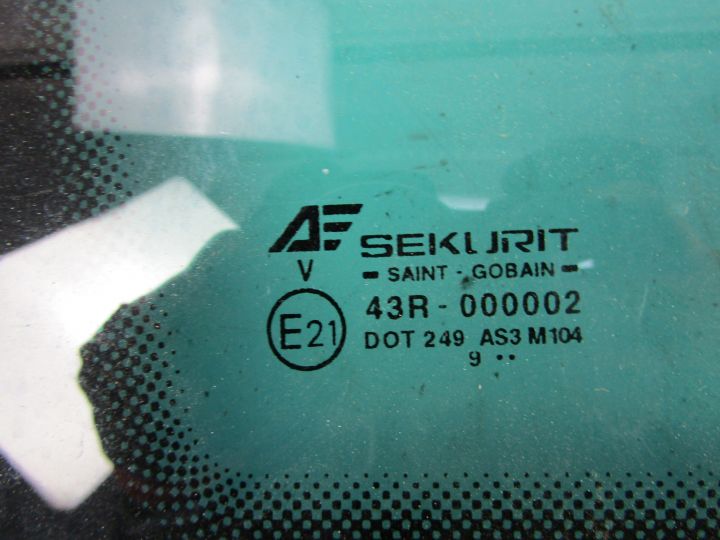 AF SEKURIT
V - SAINT - GOBAIN -
E21 43R - 000002
DOT 249 AS3 M104
9 ••